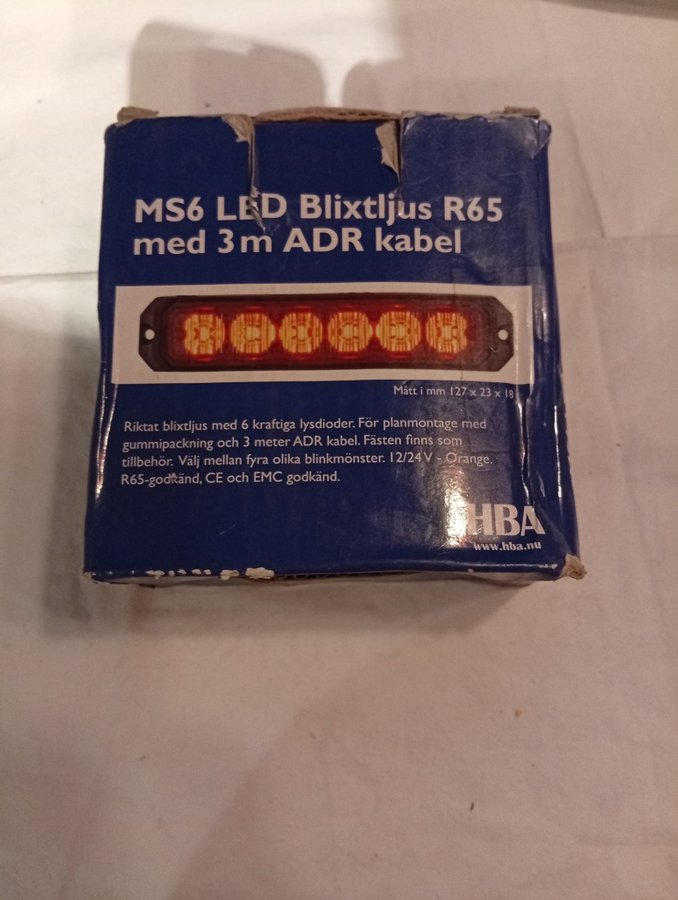 MS6 LED Blixtljus R65
med 3m ADR kabel
Mått i mm 127 x 23 x 18
Riktat blixtljus med 6 kraftiga lysdioder. För planmontage med
gummipackning och 3 meter ADR kabel. Fästen finns som
tillbehör. Välj mellan fyra olika blinkmönster. 12/24V - Orange.
R65-godkänd, CE och EMC godkänd.
HBA
www.hba.nu